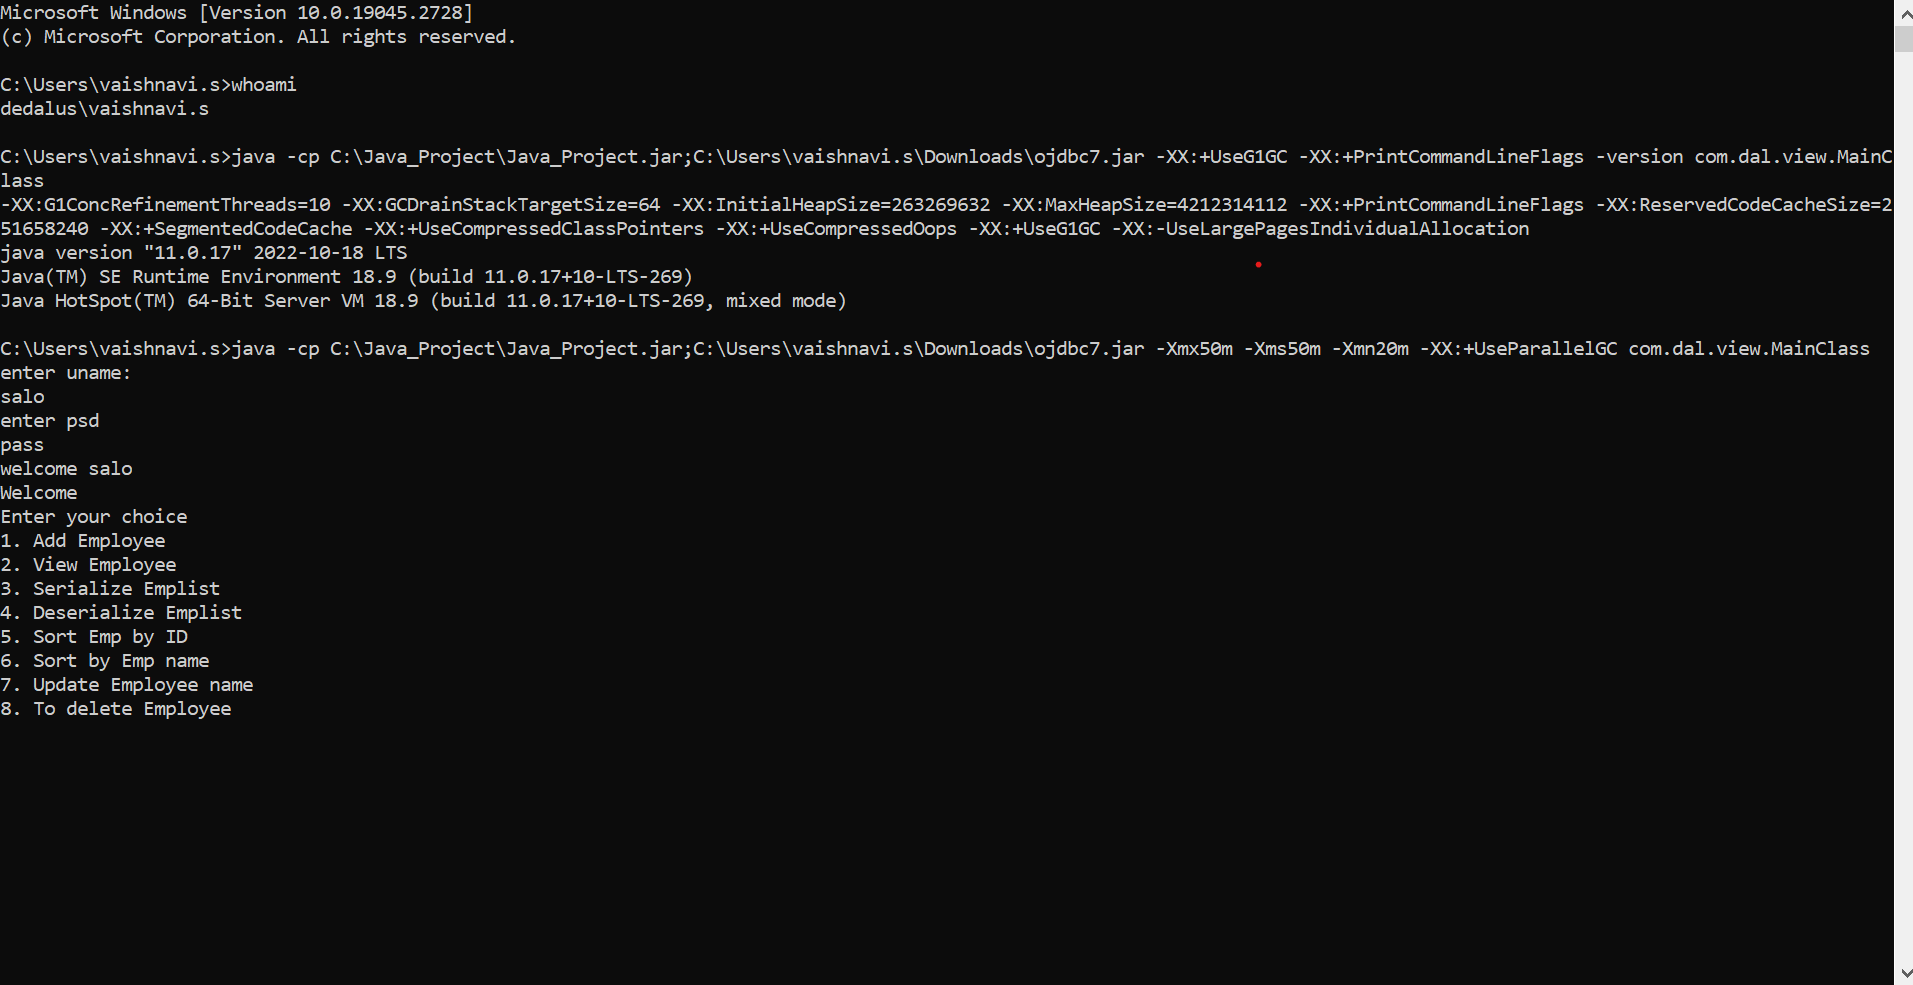 Microsoft Windows [Version 10.0.19045.2728]
(c) Microsoft Corporation. All rights reserved.
C:\Users\vaishnavi.s>whoami
dedalus\vaishnavi.s
C:\Users\vaishnavi.s>java -cp C:\Java_Project\Java_Project.jar;C:\Users\vaishnavi.s\Downloads\ojdbc7.jar -XX:+UseG1GC -XX:+PrintCommandLineFlags -version com.dal.view.MainC
lass
-XX:G1ConcRefinementThreads=10 -XX:GCDrainStackTargetSize=64 -XX:InitialHeapSize=263269632 -XX:MaxHeapSize=4212314112 -XX:+PrintCommandLineFlags -XX:ReservedCodeCacheSize=2
51658240 -XX:+SegmentedCodeCache -XX:+UseCompressedClassPointers -XX:+UseCompressedOops -XX:+UseG1GC -XX:-UseLargePagesIndividualAllocation
java version "11.0.17" 2022-10-18 LTS
Java(TM) SE Runtime Environment 18.9 (build 11.0.17+10-LTS-269)
Java HotSpot(TM) 64-Bit Server VM 18.9 (build 11.0.17+10-LTS-269, mixed mode)
C:\Users\vaishnavi.s>java -cp C:\Java_Project\Java_Project.jar;C:\Users\vaishnavi.s\Downloads\ojdbc7.jar -Xmx50m -Xms50m -Xmn20m -XX:+UseParallelGC com.dal.view.MainClass
enter uname:
salo
enter psd
pass
welcome salo
Welcome
Enter your choice
1. Add Employee
2. View Employee
3. Serialize Emplist
4. Deserialize Emplist
5. Sort Emp by ID
6. Sort by Emp name
7. Update Employee name
8. To delete Employee